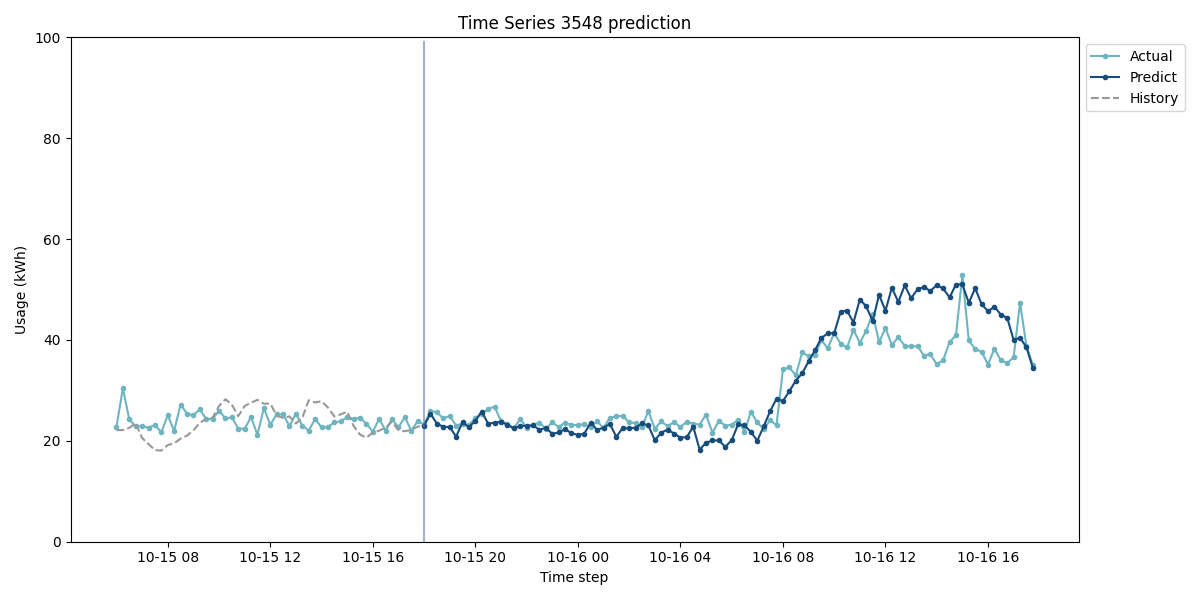 Time Series 3548 prediction
100
80
60
40
20
0
Usage (kWh)
10-15 08
10-15 12
10-15 16
10-15 20
10-16 00
10-16 04
10-16 08
10-16 12
10-16 16
Time step
Actual
Predict
History